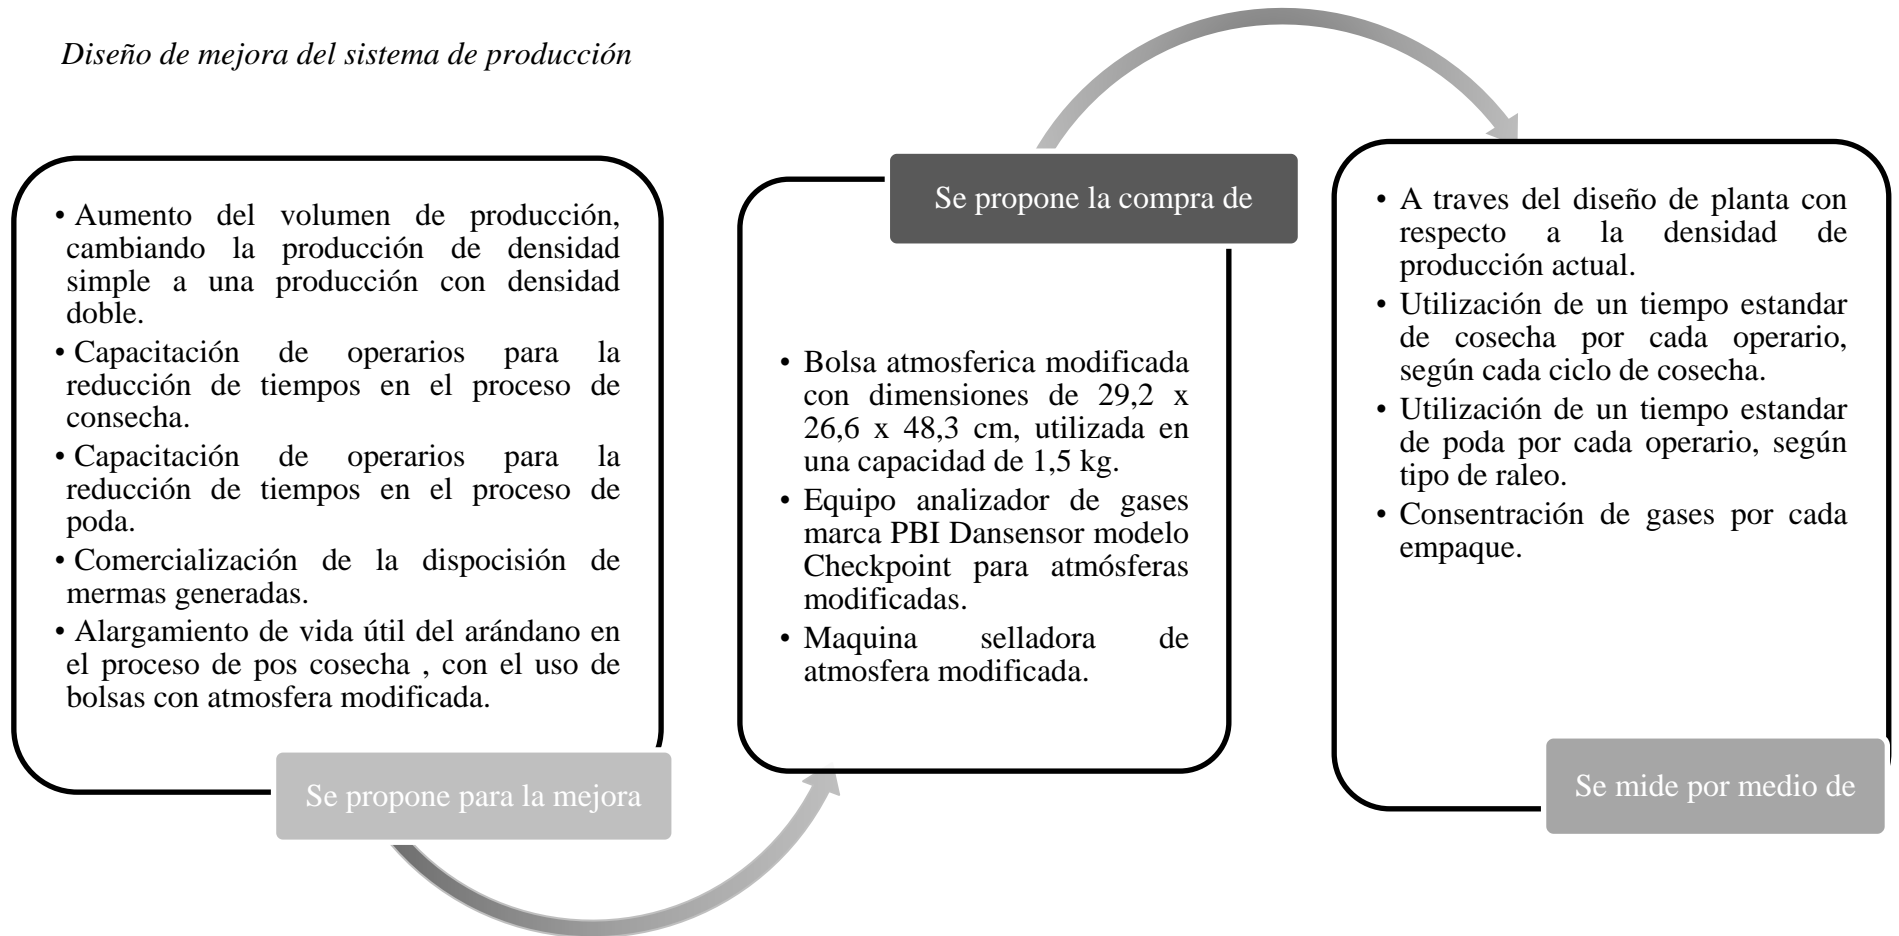 Diseño de mejora del sistema de producción
• Aumento del volumen de producción,
cambiando la producción de densidad
simple a una producción con densidad
doble.
• Capacitación de operarios para la
reducción de tiempos en el proceso de
consecha.
• Capacitación de operarios para la
reducción de tiempos en el proceso de
poda.
• Comercialización de la dispocisión de
mermas generadas.
• Alargamiento de vida útil del arándano en
el proceso de pos cosecha , con el uso de
bolsas con atmosfera modificada.
Se propone para la mejora
Se propone la compra de
• Bolsa atmosferica modificada
con dimensiones de 29,2 x
26,6 x 48,3 cm, utilizada en
una capacidad de 1,5 kg.
• Equipo analizador de gases
marca PBI Dansensor modelo
Checkpoint para atmósferas
modificadas.
• Maquina selladora de
atmosfera modificada.
• A traves del diseño de planta con
respecto a la densidad de
producción actual.
• Utilización de un tiempo estandar
de cosecha por cada operario,
según cada ciclo de cosecha.
• Utilización de un tiempo estandar
de poda por cada operario, según
tipo de raleo.
• Consentración de gases por cada
empaque.
Se mide por medio de